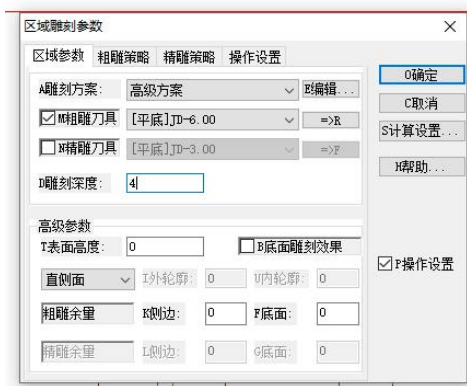 区域雕刻参数
区域参数 粗雕策略 精雕策略 操作设置
A雕刻方案: 高级方案 E编辑...
M粗雕刀具 [平底]JD-6.00 =>R
N精雕刀具 [平底]JD-3.00 =>F
D雕刻深度: 4
O确定
C取消
S计算设置...
H帮助...
高级参数
T表面高度: 0 B底面雕刻效果
直侧面 I外轮廓: 0 U内轮廓: 0
粗雕余量 K侧边: 0 F底面: 0
精雕余量 L侧边: 0 G底面: 0
P操作设置